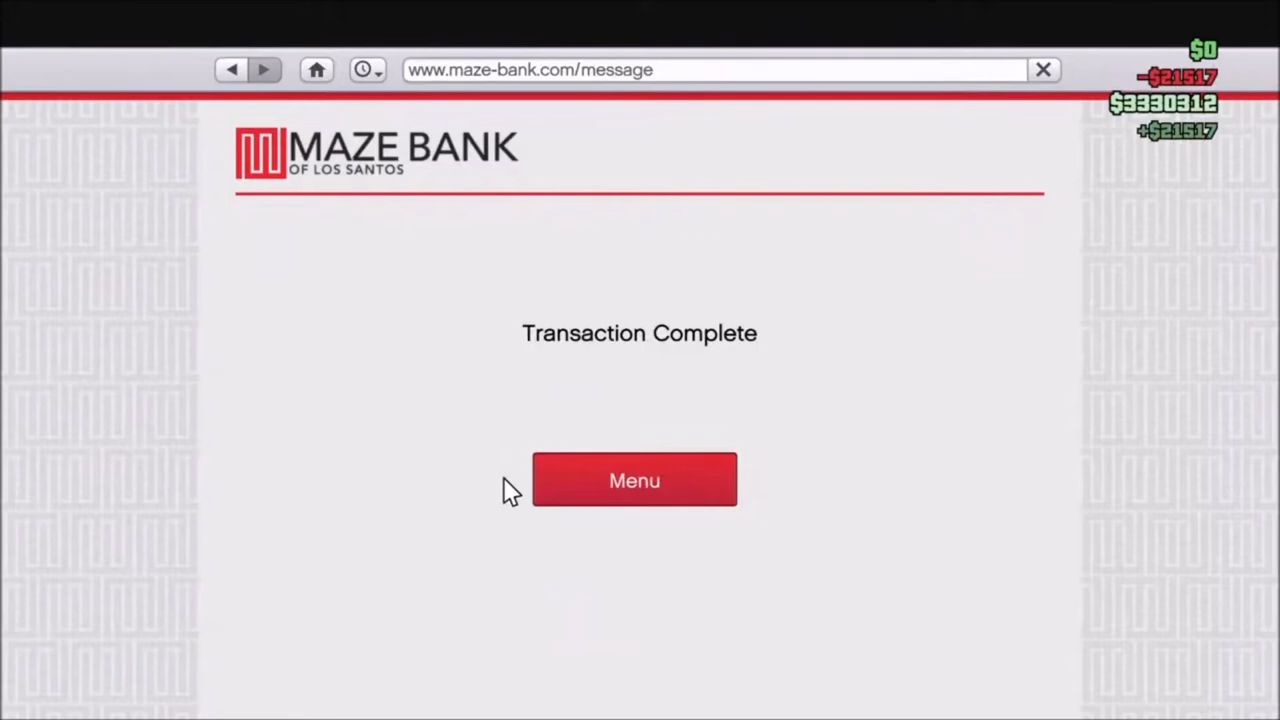 www.maze-bank.com/message
$0
-$21517
$3330312
+$21517
MAZE BANK
OF LOS SANTOS
Transaction Complete
Menu